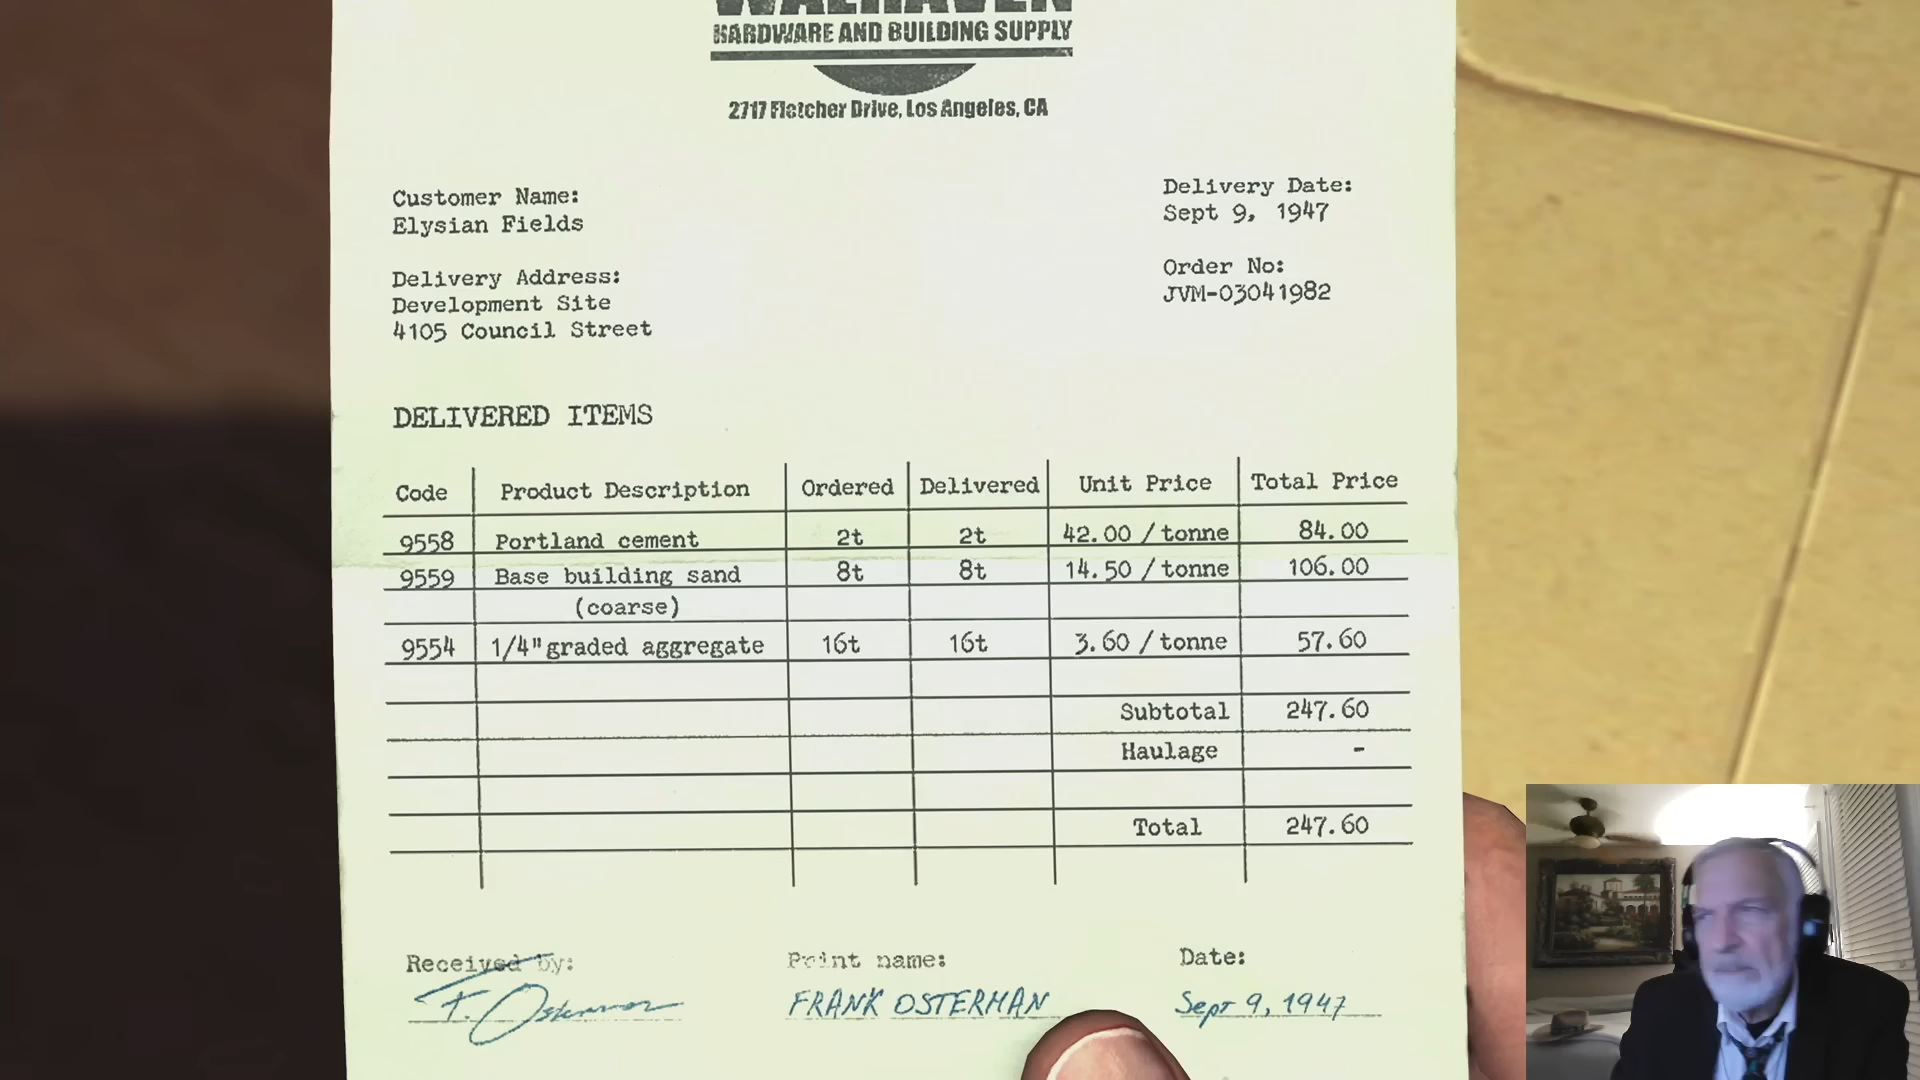 WALRAVEN
HARDWARE AND BUILDING SUPPLY
2717 Fletcher Drive, Los Angeles, CA
Customer Name:
Elysian Fields
Delivery Date:
Sept 9, 1947
Delivery Address:
Development Site
4105 Council Street
Order No:
JVM-03041982
DELIVERED ITEMS
Code Product Description Ordered Delivered Unit Price Total Price
9558 Portland cement 2t 2t 42.00 / tonne 84.00
9559 Base building sand 8t 8t 14.50 / tonne 106.00
(coarse)
9554 1/4" graded aggregate 16t 16t 3.60 / tonne 57.60
Subtotal 247.60
Haulage -
Total 247.60
Received by: Print name: Date:
F. Osterman FRANK OSTERMAN Sept 9, 1947